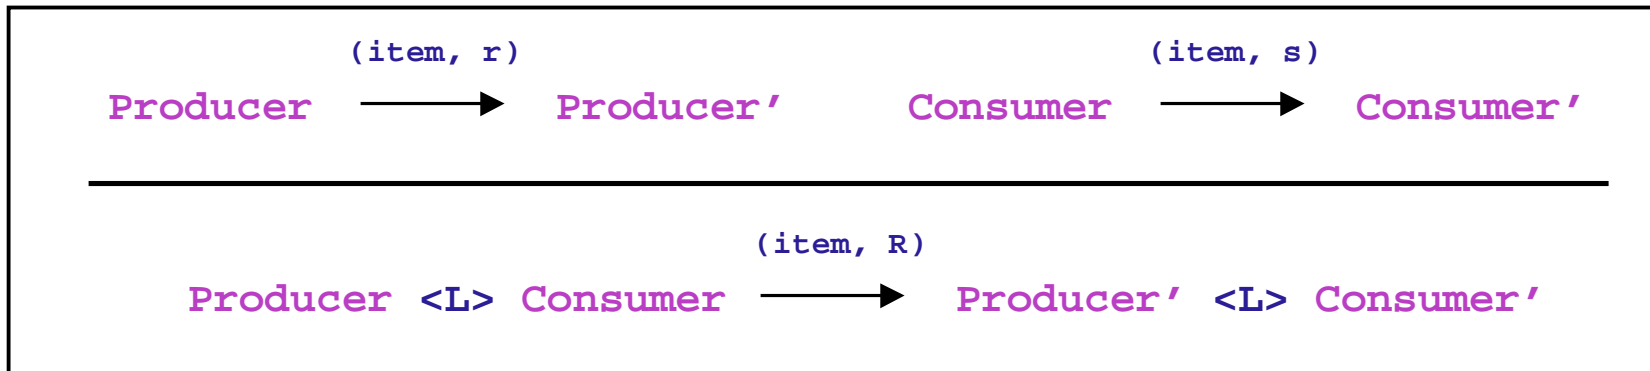 (item, r) (item, s)
Producer Producer’ Consumer Consumer’
(item, R)
Producer <L> Consumer Producer’ <L> Consumer’